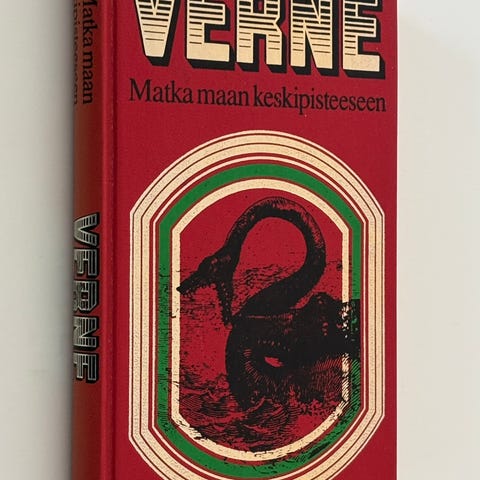 VERNE
Matka maan keskipisteeseen
Matka maan
keskipisteeseen
VERNE